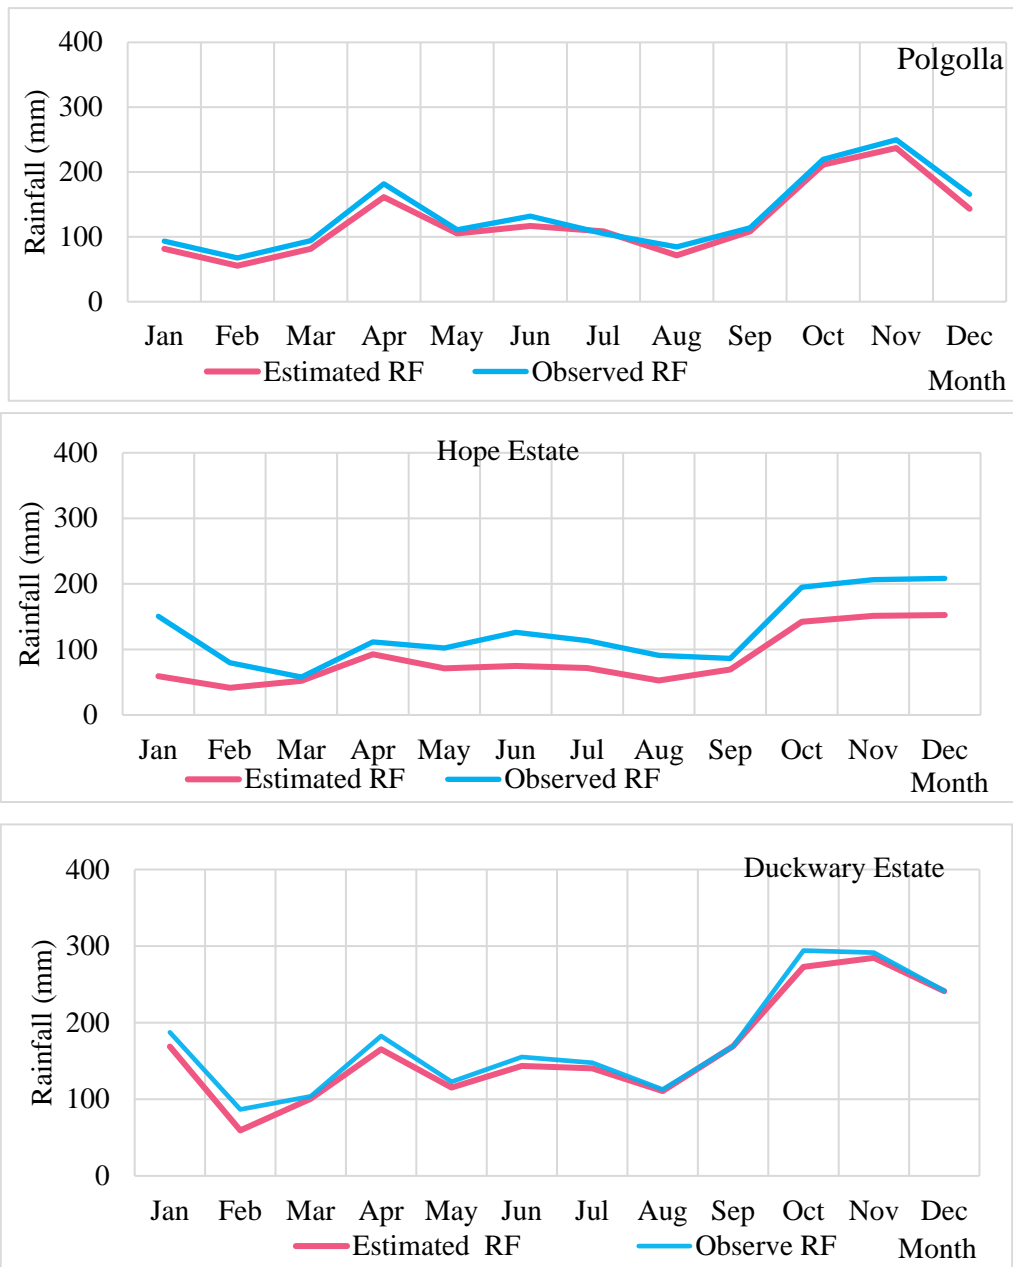 Polgolla
Rainfall (mm)
400
300
200
100
0
Jan Feb Mar Apr May Jun Jul Aug Sep Oct Nov Dec
Estimated RF Observed RF
Month
Hope Estate
Rainfall (mm)
400
300
200
100
0
Jan Feb Mar Apr May Jun Jul Aug Sep Oct Nov Dec
Estimated RF Observed RF
Month
Duckwary Estate
Rainfall (mm)
400
300
200
100
0
Jan Feb Mar Apr May Jun Jul Aug Sep Oct Nov Dec
Estimated RF Observe RF
Month